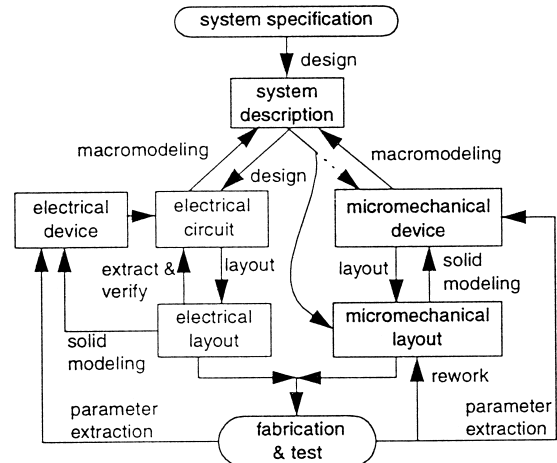 system specification
design
system
description
macromodeling
macromodeling
design
electrical
device
electrical
circuit
micromechanical
device
extract &
verify
layout
layout
solid
modeling
electrical
layout
micromechanical
layout
solid
modeling
rework
parameter
extraction
fabrication
& test
parameter
extraction